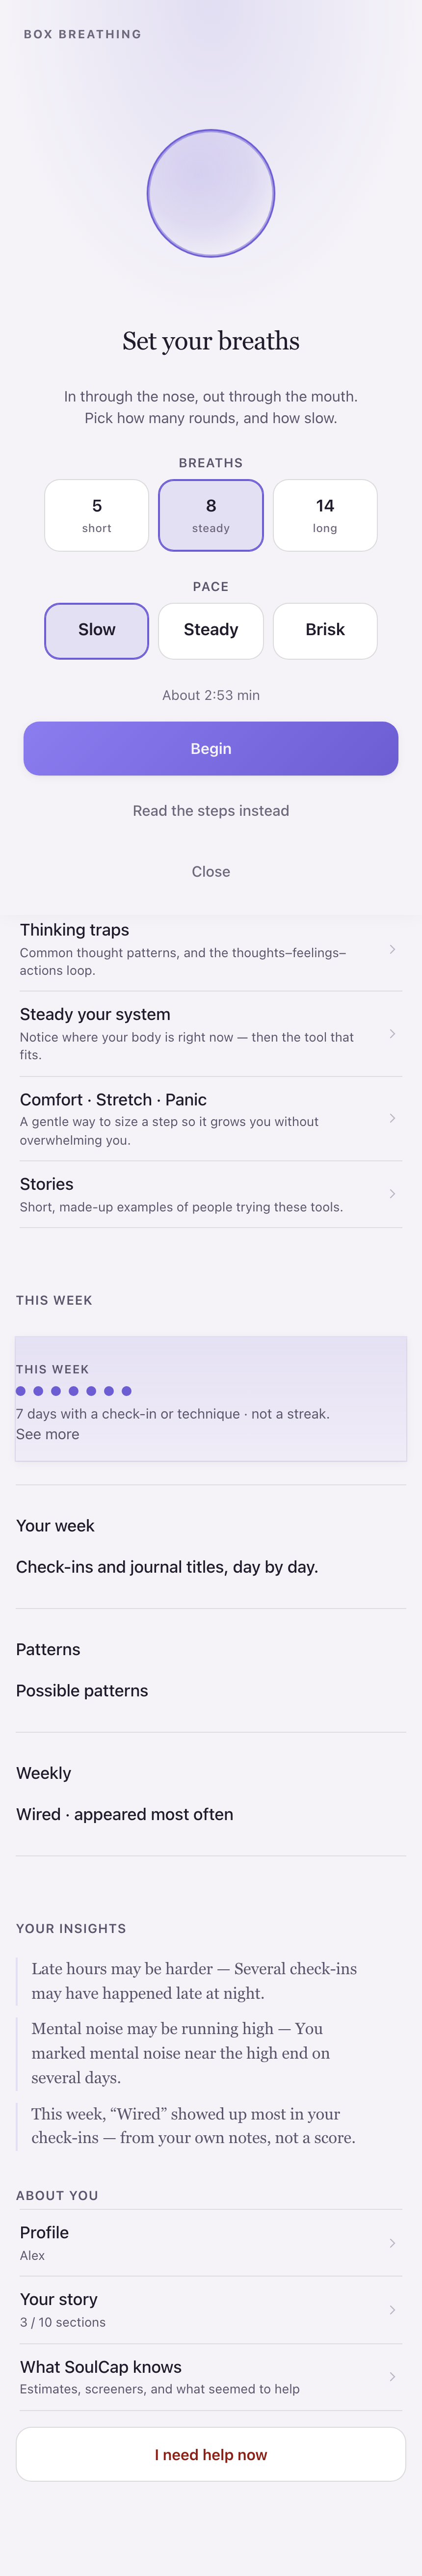 BOX BREATHING
Set your breaths
In through the nose, out through the mouth.
Pick how many rounds, and how slow.
BREATHS
5
short
8
steady
14
long
PACE
Slow
Steady
Brisk
About 2:53 min
Begin
Read the steps instead
Close
Thinking traps
Common thought patterns, and the thoughts–feelings–
actions loop.
Steady your system
Notice where your body is right now — then the tool that
fits.
Comfort · Stretch · Panic
A gentle way to size a step so it grows you without
overwhelming you.
Stories
Short, made-up examples of people trying these tools.
THIS WEEK
THIS WEEK
7 days with a check-in or technique · not a streak.
See more
Your week
Check-ins and journal titles, day by day.
Patterns
Possible patterns
Weekly
Wired · appeared most often
YOUR INSIGHTS
Late hours may be harder — Several check-ins
may have happened late at night.
Mental noise may be running high — You
marked mental noise near the high end on
several days.
This week, “Wired” showed up most in your
check-ins — from your own notes, not a score.
ABOUT YOU
Profile
Alex
Your story
3 / 10 sections
What SoulCap knows
Estimates, screeners, and what seemed to help
I need help now